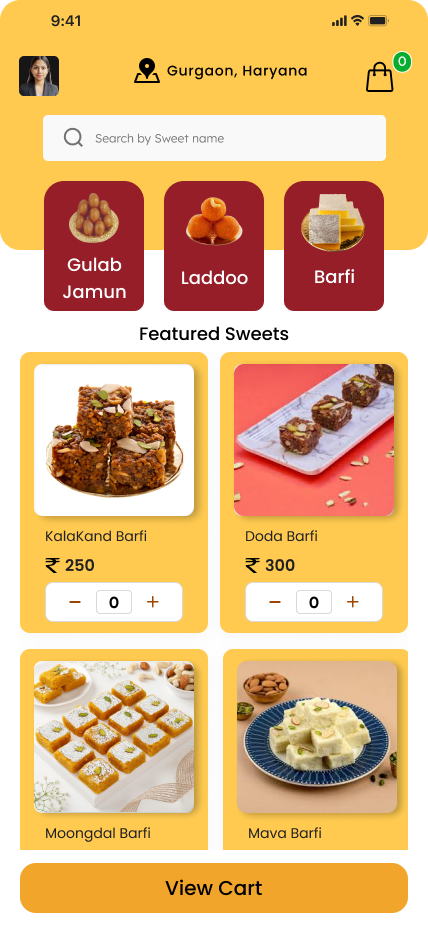 9:41
Gurgaon, Haryana
0
Search by Sweet name
Gulab
Jamun
Laddoo
Barfi
Featured Sweets
KalaKand Barfi
₹ 250
− 0 +
Doda Barfi
₹ 300
− 0 +
Moongdal Barfi
Mava Barfi
View Cart